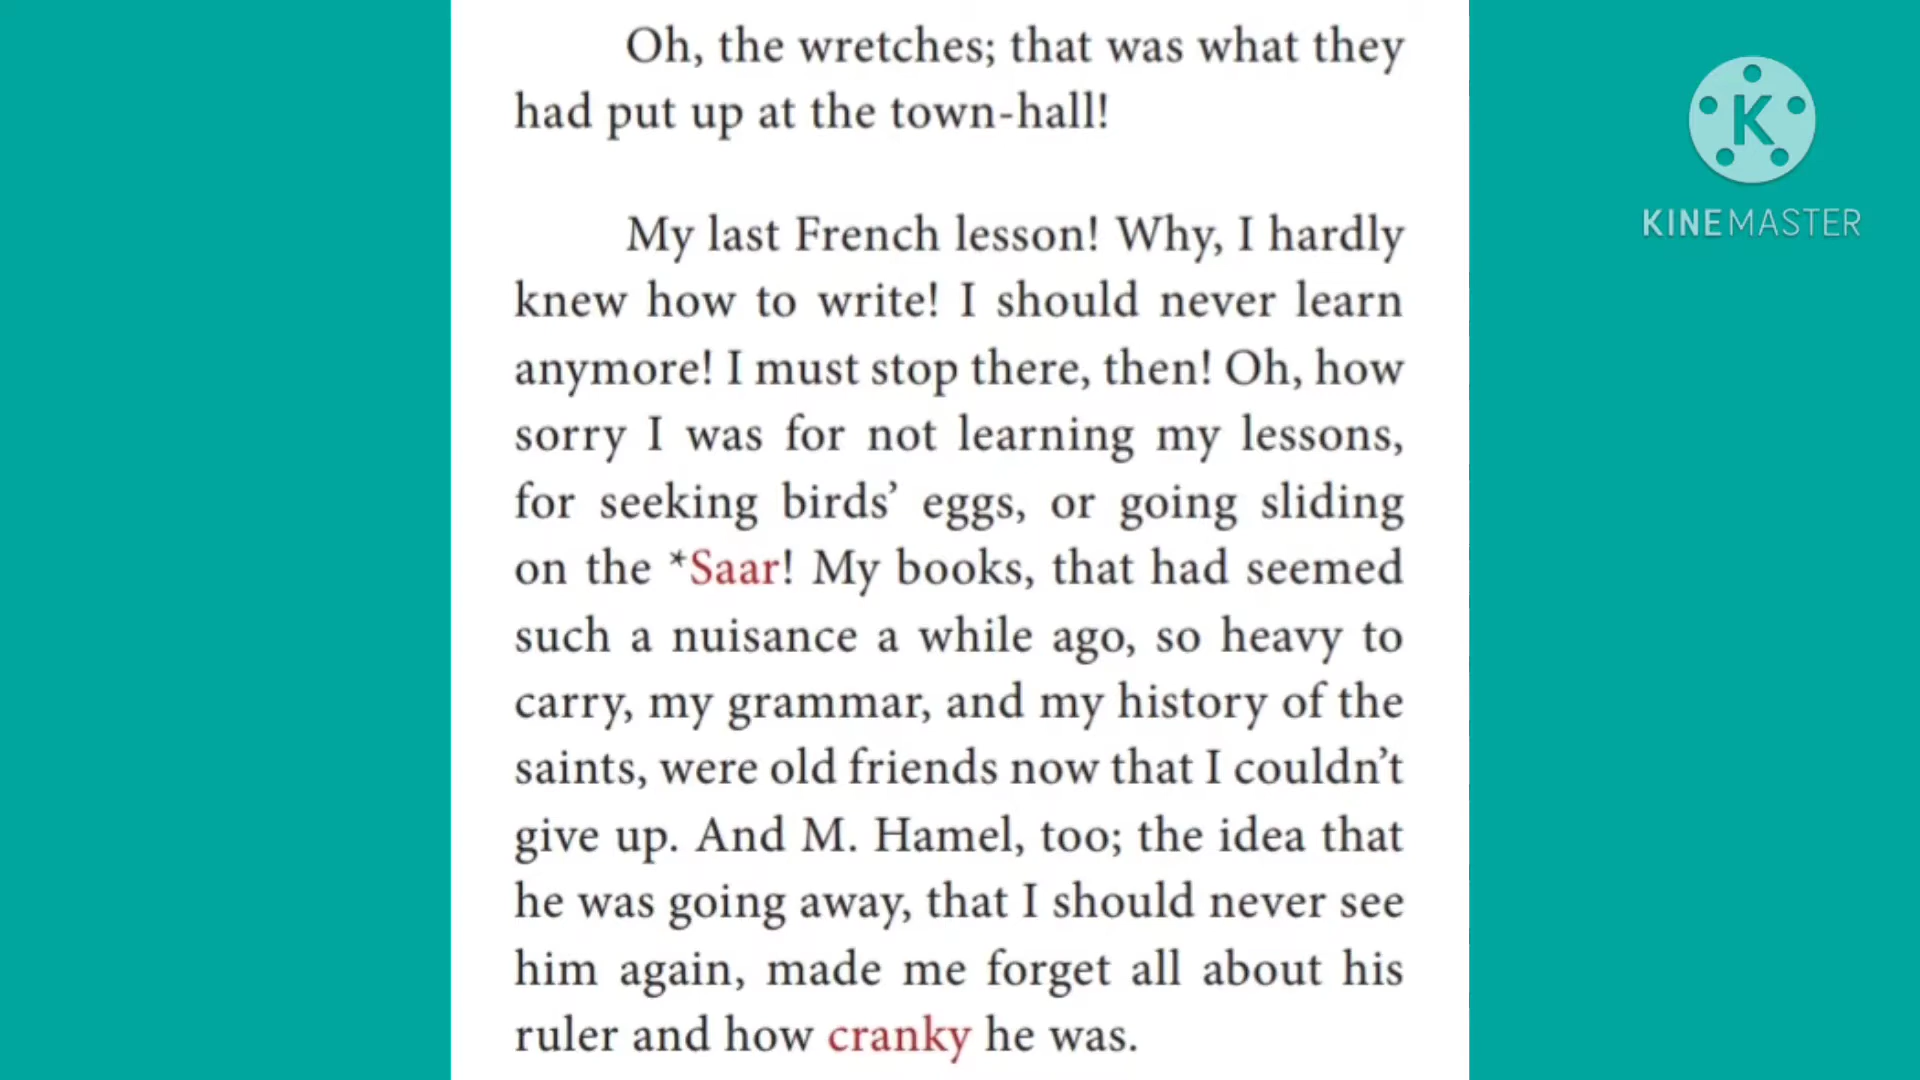 Oh, the wretches; that was what they
had put up at the town-hall!
My last French lesson! Why, I hardly
knew how to write! I should never learn
anymore! I must stop there, then! Oh, how
sorry I was for not learning my lessons,
for seeking birds’ eggs, or going sliding
on the *Saar! My books, that had seemed
such a nuisance a while ago, so heavy to
carry, my grammar, and my history of the
saints, were old friends now that I couldn’t
give up. And M. Hamel, too; the idea that
he was going away, that I should never see
him again, made me forget all about his
ruler and how cranky he was.
K
KINEMASTER